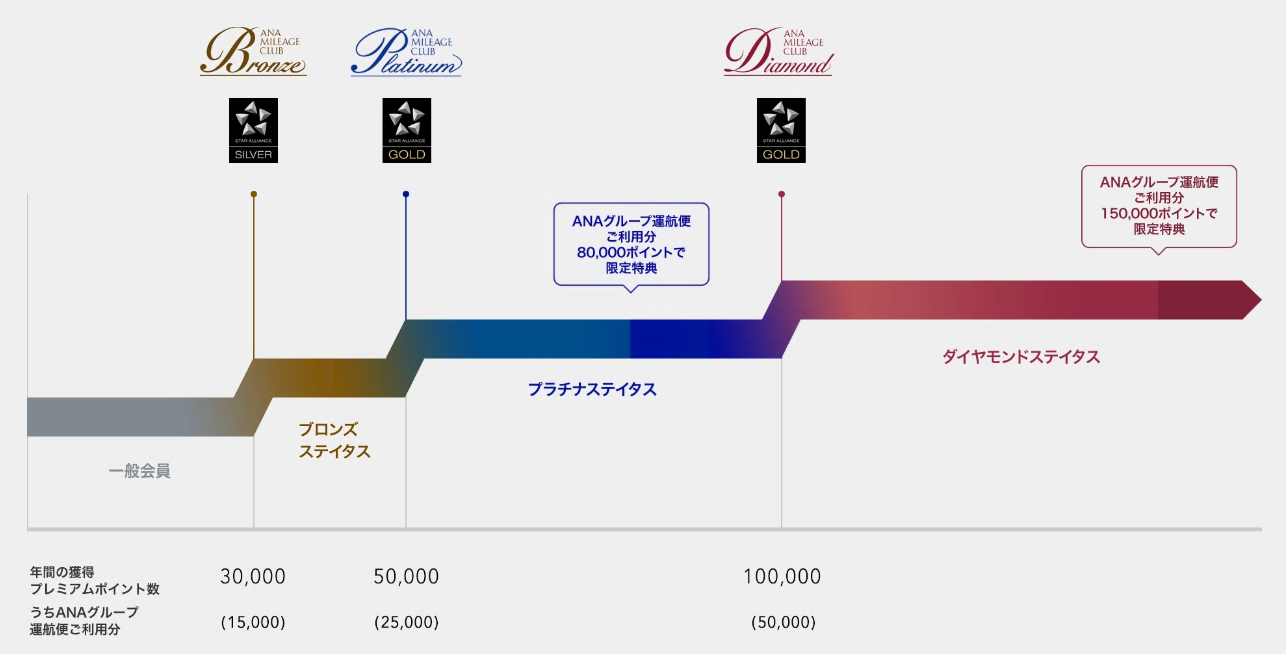 ANA
MILEAGE
CLUB
Bronze
ANA
MILEAGE
CLUB
Platinum
ANA
MILEAGE
CLUB
Diamond
STAR ALLIANCE
SILVER
STAR ALLIANCE
GOLD
STAR ALLIANCE
GOLD
ANAグループ運航便
ご利用分
80,000ポイントで
限定特典
ANAグループ運航便
ご利用分
150,000ポイントで
限定特典
ダイヤモンドステイタス
プラチナステイタス
ブロンズ
ステイタス
一般会員
年間の獲得
プレミアムポイント数
30,000
50,000
100,000
うちANAグループ
運航便ご利用分
(15,000)
(25,000)
(50,000)